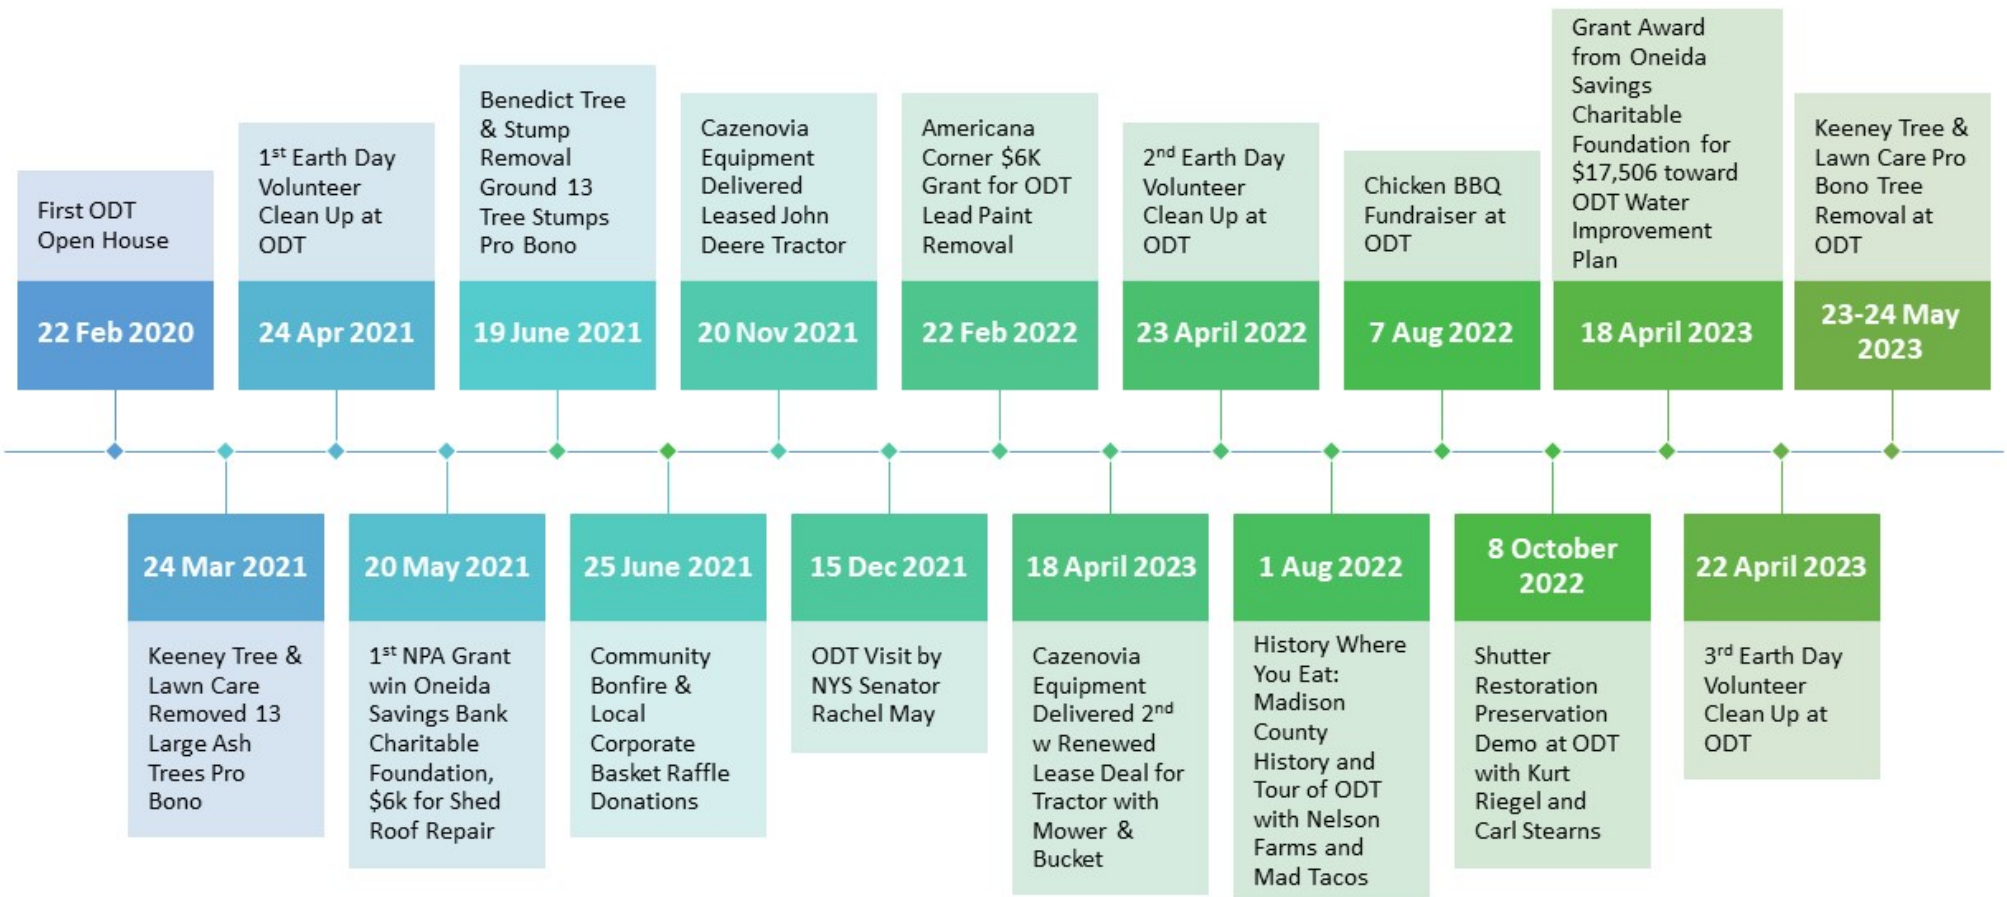 First ODT
Open House
22 Feb 2020
24 Mar 2021
Keeney Tree &
Lawn Care
Removed 13
Large Ash
Trees Pro
Bono
1st Earth Day
Volunteer
Clean Up at
ODT
24 Apr 2021
20 May 2021
1st NPA Grant
win Oneida
Savings Bank
Charitable
Foundation,
$6k for Shed
Roof Repair
Benedict Tree
& Stump
Removal
Ground 13
Tree Stumps
Pro Bono
19 June 2021
25 June 2021
Community
Bonfire &
Local
Corporate
Basket Raffle
Donations
Cazenovia
Equipment
Delivered
Leased John
Deere Tractor
20 Nov 2021
15 Dec 2021
ODT Visit by
NYS Senator
Rachel May
Americana
Corner $6K
Grant for ODT
Lead Paint
Removal
22 Feb 2022
18 April 2023
Cazenovia
Equipment
Delivered 2nd
w Renewed
Lease Deal for
Tractor with
Mower &
Bucket
2nd Earth Day
Volunteer
Clean Up at
ODT
23 April 2022
1 Aug 2022
History Where
You Eat:
Madison
County
History and
Tour of ODT
with Nelson
Farms and
Mad Tacos
Chicken BBQ
Fundraiser at
ODT
7 Aug 2022
8 October
2022
Shutter
Restoration
Preservation
Demo at ODT
with Kurt
Riegel and
Carl Stearns
Grant Award
from Oneida
Savings
Charitable
Foundation for
$17,506 toward
ODT Water
Improvement
Plan
18 April 2023
22 April 2023
3rd Earth Day
Volunteer
Clean Up at
ODT
Keeney Tree &
Lawn Care Pro
Bono Tree
Removal at
ODT
23-24 May
2023